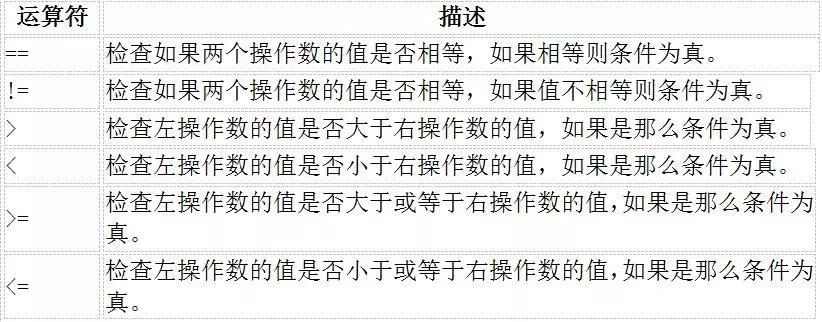 运算符 描述
== 检查如果两个操作数的值是否相等，如果相等则条件为真。
!= 检查如果两个操作数的值是否相等，如果值不相等则条件为真。
> 检查左操作数的值是否大于右操作数的值，如果是那么条件为真。
< 检查左操作数的值是否小于右操作数的值，如果是那么条件为真。
>= 检查左操作数的值是否大于或等于右操作数的值，如果是那么条件为
真。
<= 检查左操作数的值是否小于或等于右操作数的值，如果是那么条件为
真。